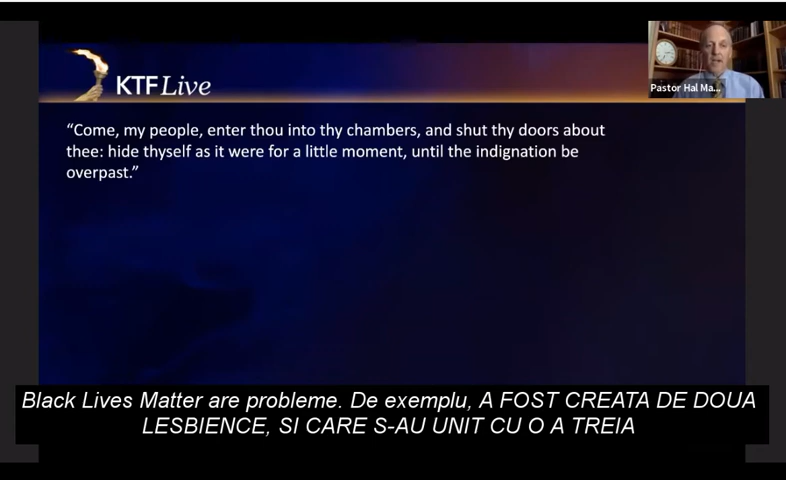 KTF Live
Pastor Hal Ma...
“Come, my people, enter thou into thy chambers, and shut thy doors about
thee: hide thyself as it were for a little moment, until the indignation be
overpast.”
Black Lives Matter are probleme. De exemplu, A FOST CREATA DE DOUA
LESBIENCE, SI CARE S-AU UNIT CU O A TREIA